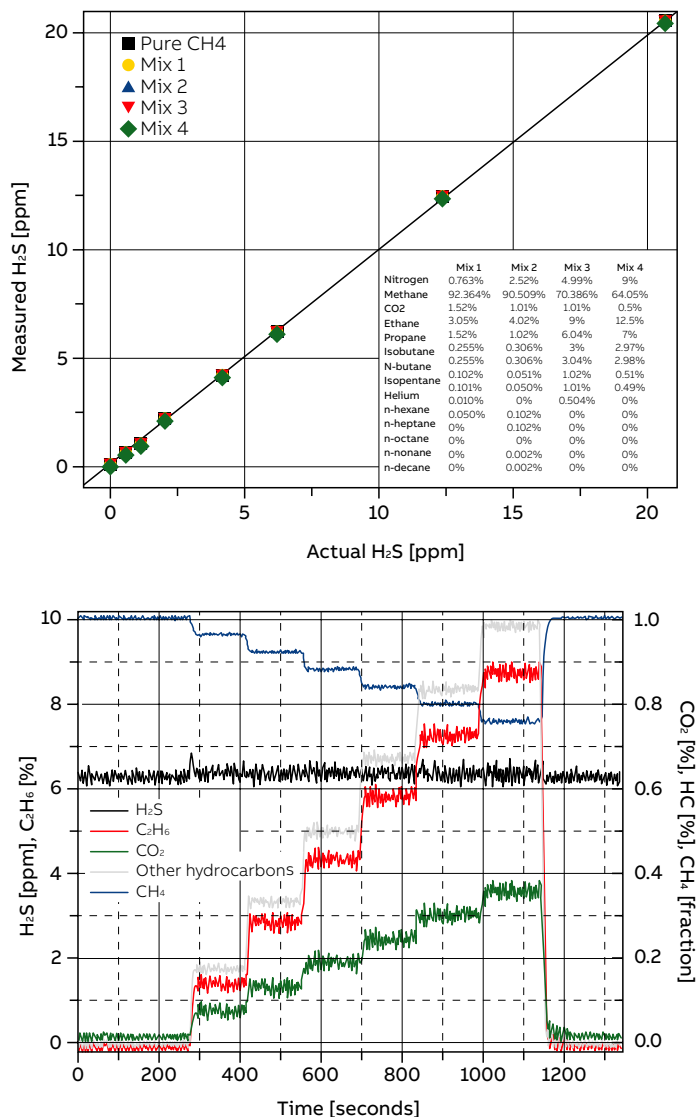 20
15
10
5
0
0
5
10
15
20
Measured H₂S [ppm]
Actual H₂S [ppm]
Pure CH4
Mix 1
Mix 2
Mix 3
Mix 4
Mix 1 Mix 2 Mix 3 Mix 4
Nitrogen 0.763% 2.52% 4.99% 9%
Methane 92.364% 90.509% 70.386% 64.05%
CO2 1.52% 1.01% 1.01% 0.5%
Ethane 3.05% 4.02% 9% 12.5%
Propane 1.52% 1.02% 6.04% 7%
Isobutane 0.255% 0.306% 3% 2.97%
N-butane 0.255% 0.306% 3.04% 2.98%
Isopentane 0.102% 0.051% 1.02% 0.51%
Helium 0.101% 0.050% 1.01% 0.49%
n-hexane 0.010% 0% 0.504% 0%
n-heptane 0.050% 0.102% 0% 0%
n-octane 0% 0.102% 0% 0%
n-nonane 0% 0% 0% 0%
n-decane 0% 0.002% 0% 0%
0% 0.002% 0% 0%
10
8
6
4
2
0
1.0
0.8
0.6
0.4
0.2
0.0
H₂S [ppm], C₂H₆ [%]
CO₂ [%], HC [%], CH₄ [fraction]
H₂S
C₂H₆
CO₂
Other hydrocarbons
CH₄
0 200 400 600 800 1000 1200
Time [seconds]